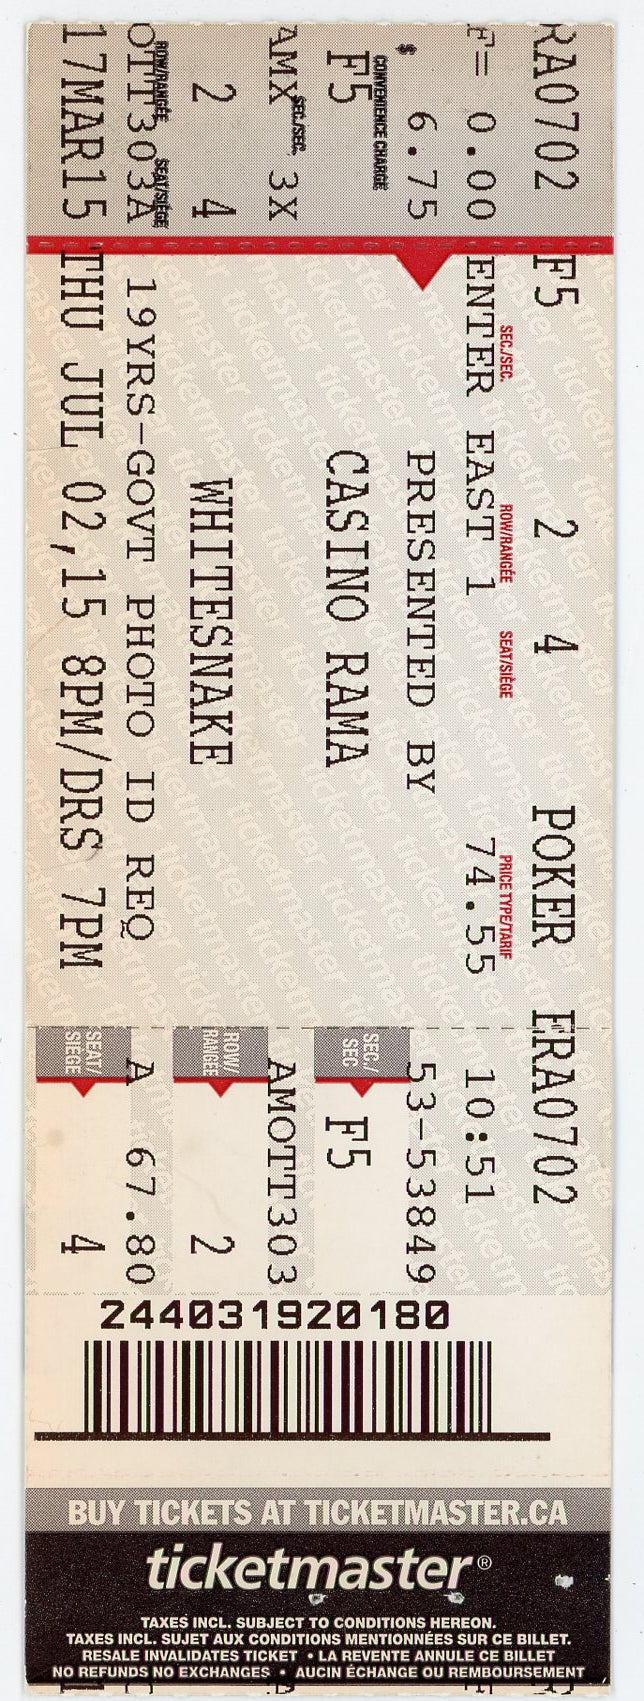 RA0702
F= 0.00
$ 6.75
CONVENIENCE CHARGE
F5
SEC./SEC.
AMX 3X
2 4
ROW/RANGÉE SEAT/SIÈGE
OTT303A
17MAR15
F5 2 4 POKER ERA0702
SEC./SEC. ROW/RANGÉE SEAT/SIÈGE PRICE TYPE/TARIF
ENTER EAST 1 74.55
PRESENTED BY
CASINO RAMA
WHITESNAKE
19YRS-GOVT PHOTO ID REQ
THU JUL 02,15 8PM/DRS 7PM
10:51
53-53849
SEC./
SEC
F5
AMOTT303
ROW/
RANGÉE
2
A 67.80
SEAT/
SIÈGE
4
244031920180
BUY TICKETS AT TICKETMASTER.CA
ticketmaster®
TAXES INCL. SUBJECT TO CONDITIONS HEREON.
TAXES INCL. SUJET AUX CONDITIONS MENTIONNÉES SUR CE BILLET.
RESALE INVALIDATES TICKET • LA REVENTE ANNULE CE BILLET
NO REFUNDS NO EXCHANGES • AUCIN ÉCHANGE OU REMBOURSEMENT